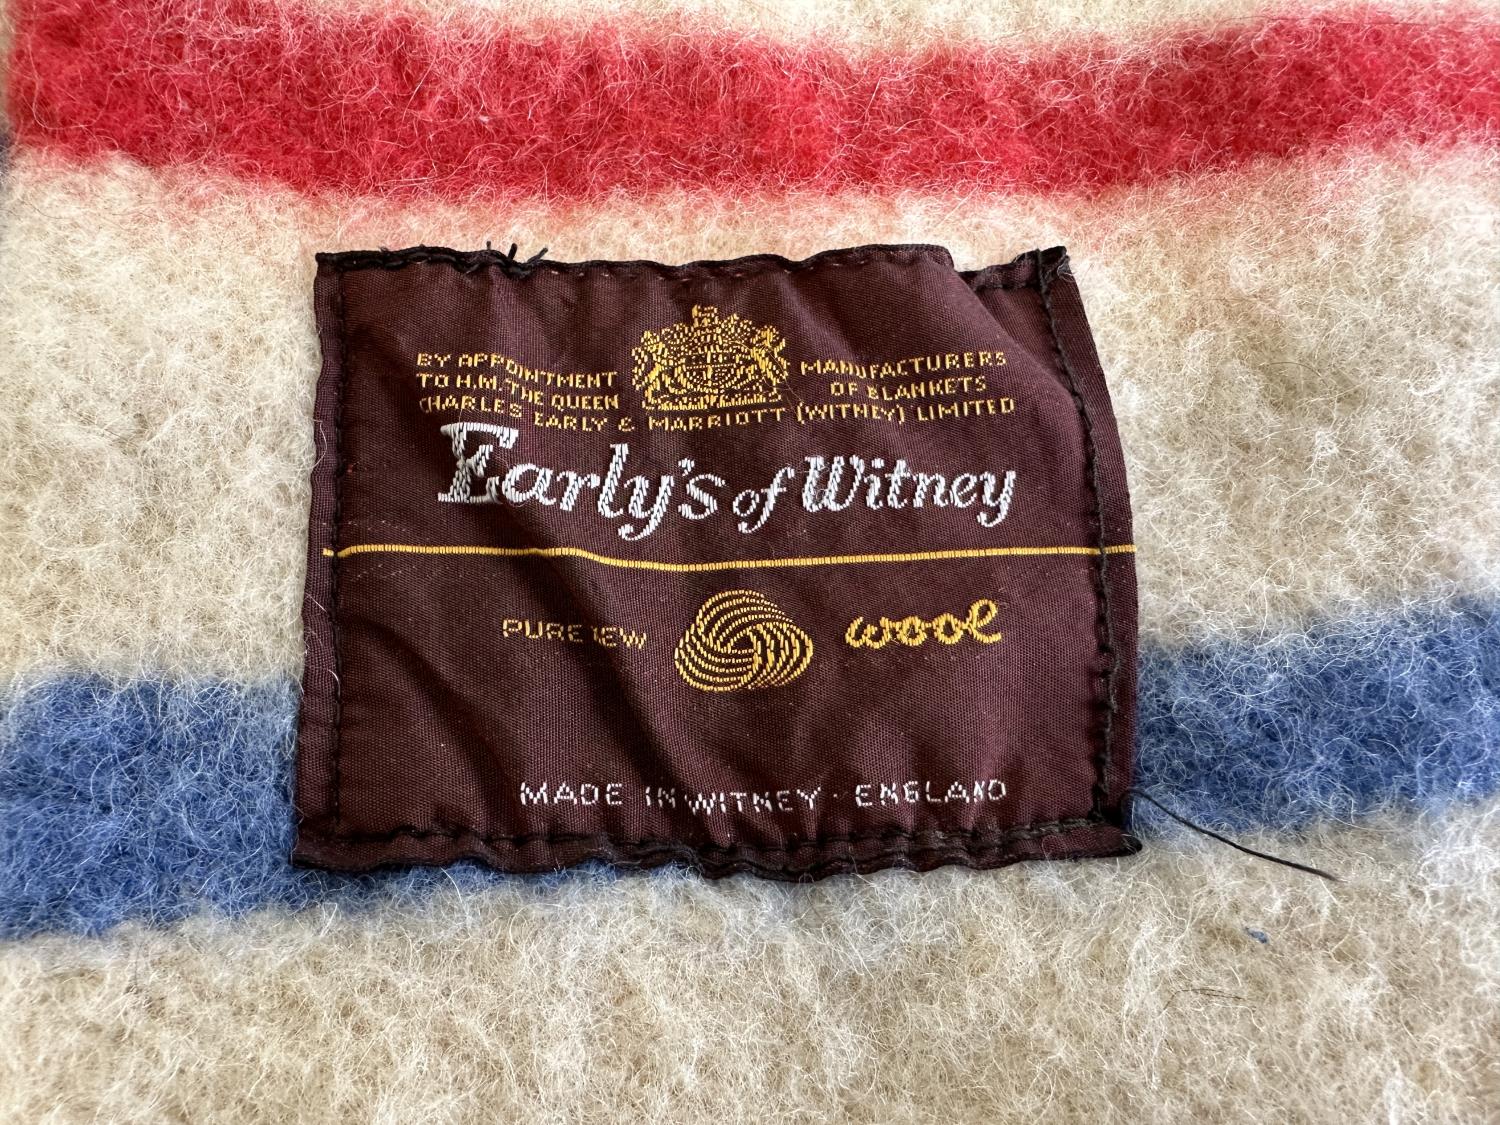 BY APPOINTMENT
TO H.M. THE QUEEN
MANUFACTURERS
OF BLANKETS
CHARLES EARLY & MARRIOTT (WITNEY) LIMITED
Early's of Witney
PURE NEW wool
MADE IN WITNEY · ENGLAND